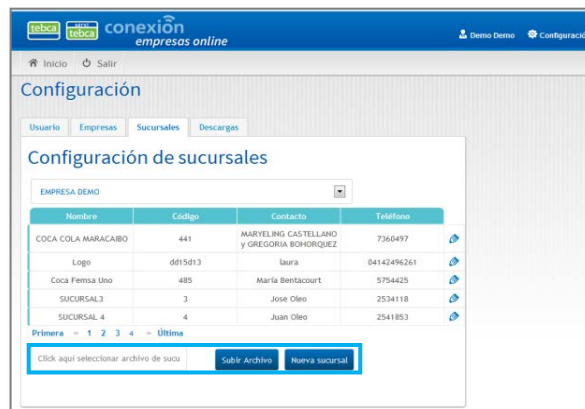 tebca servi tebca conexión
empresas online
Demo Demo Configuració
Inicio Salir
Configuración
Usuario Empresas Sucursales Descargas
Configuración de sucursales
EMPRESA DEMO
Nombre Código Contacto Teléfono
COCA COLA MARACAIBO 441 MARYELING CASTELLANO y GREGORIA BOHORQUEZ 7360497
Logo dd15d13 laura 04142496261
Coca Femsa Uno 485 María Bentacourt 5754425
SUCURSAL3 3 Jose Oleo 2534118
SUCURSAL 4 4 Juan Oleo 2541853
Primera « 1 2 3 4 » Última
Click aquí seleccionar archivo de sucu Subir Archivo Nueva sucursal